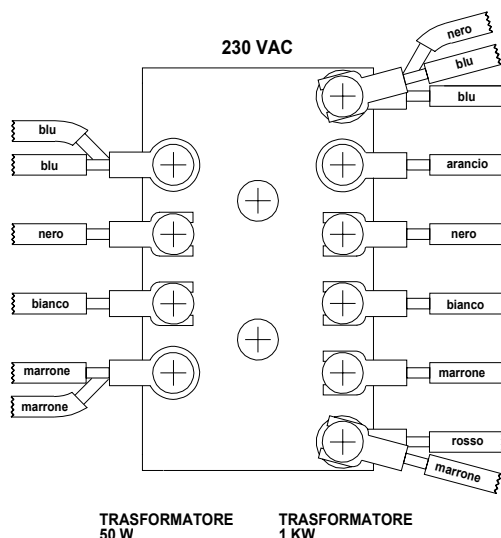 230 VAC
nero
blu
blu
blu
blu
arancio
nero
nero
bianco
bianco
marrone
marrone
marrone
rosso
marrone
TRASFORMATORE
50 W
TRASFORMATORE
1 KW